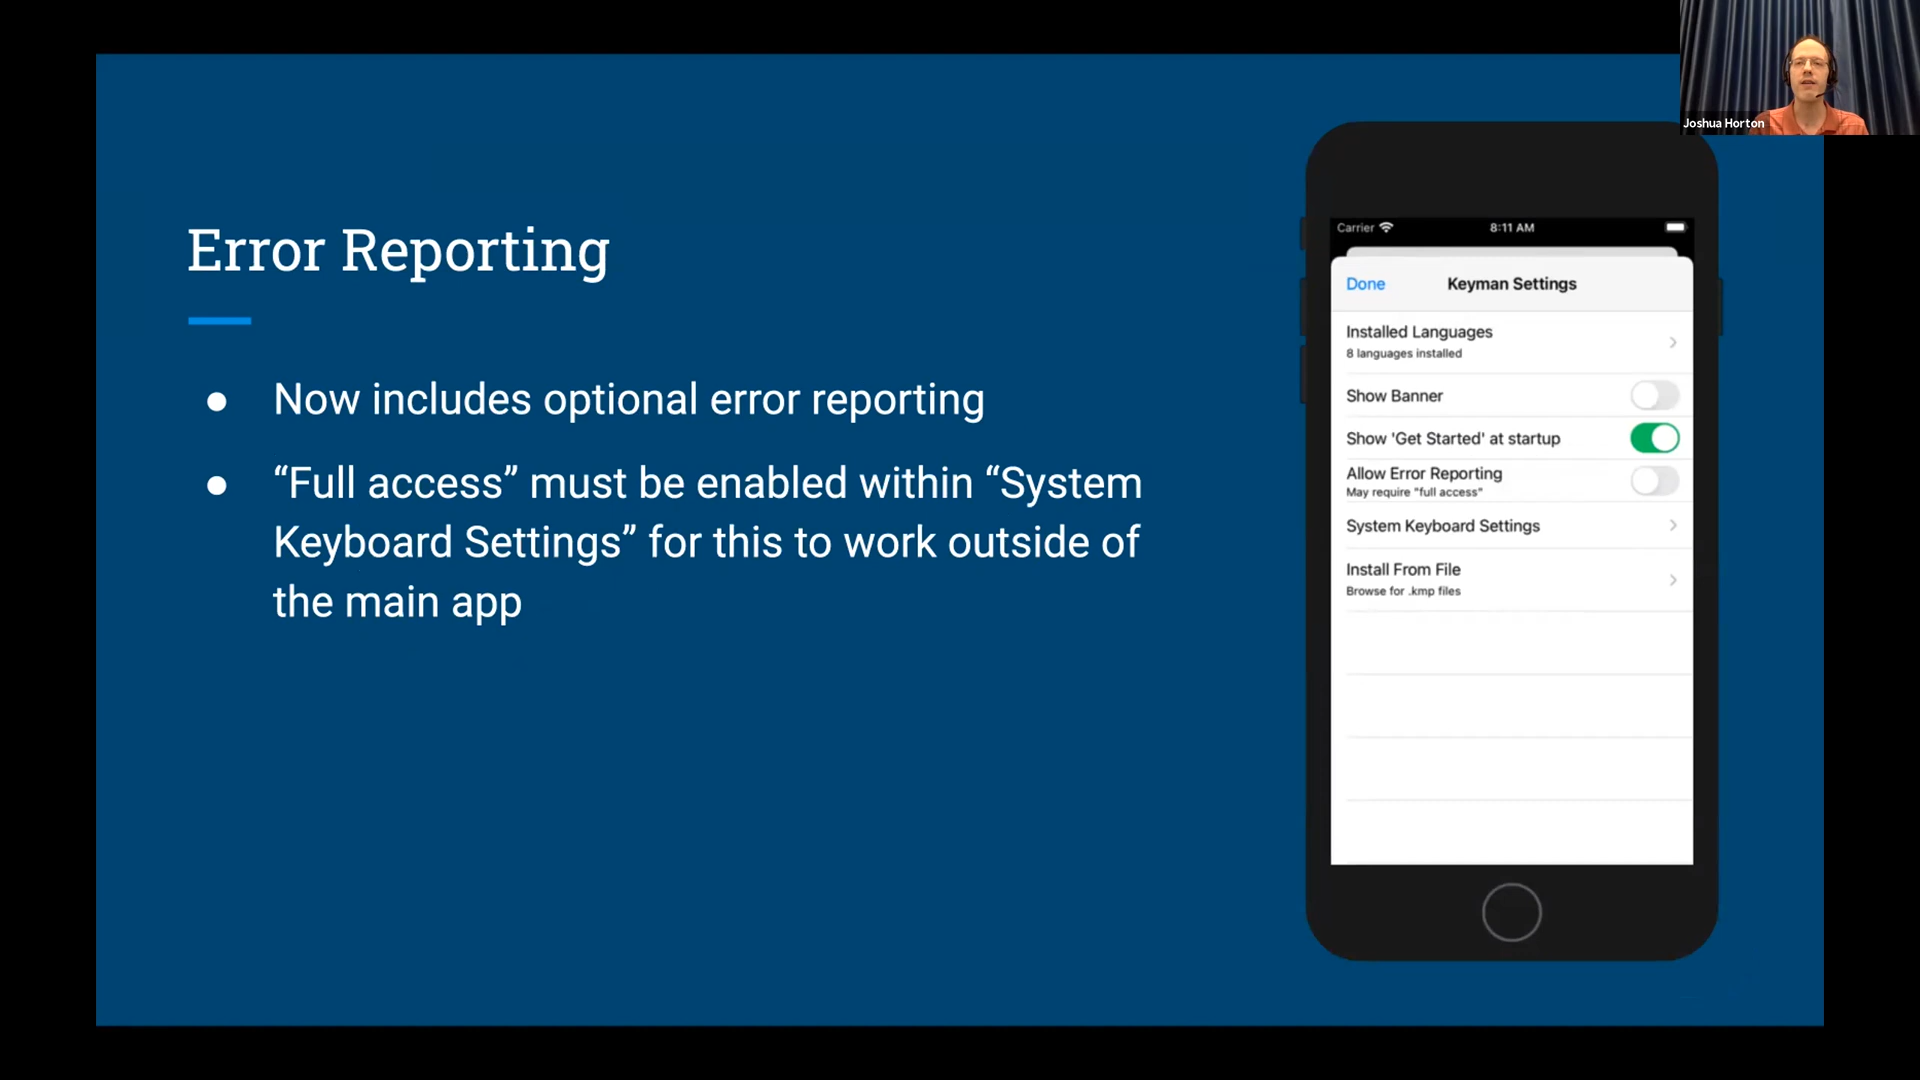 Joshua Horton
Error Reporting
● Now includes optional error reporting
● “Full access” must be enabled within “System
Keyboard Settings” for this to work outside of
the main app
Carrier 8:11 AM
Done Keyman Settings
Installed Languages
8 languages installed
Show Banner
Show 'Get Started' at startup
Allow Error Reporting
May require "full access"
System Keyboard Settings
Install From File
Browse for .kmp files